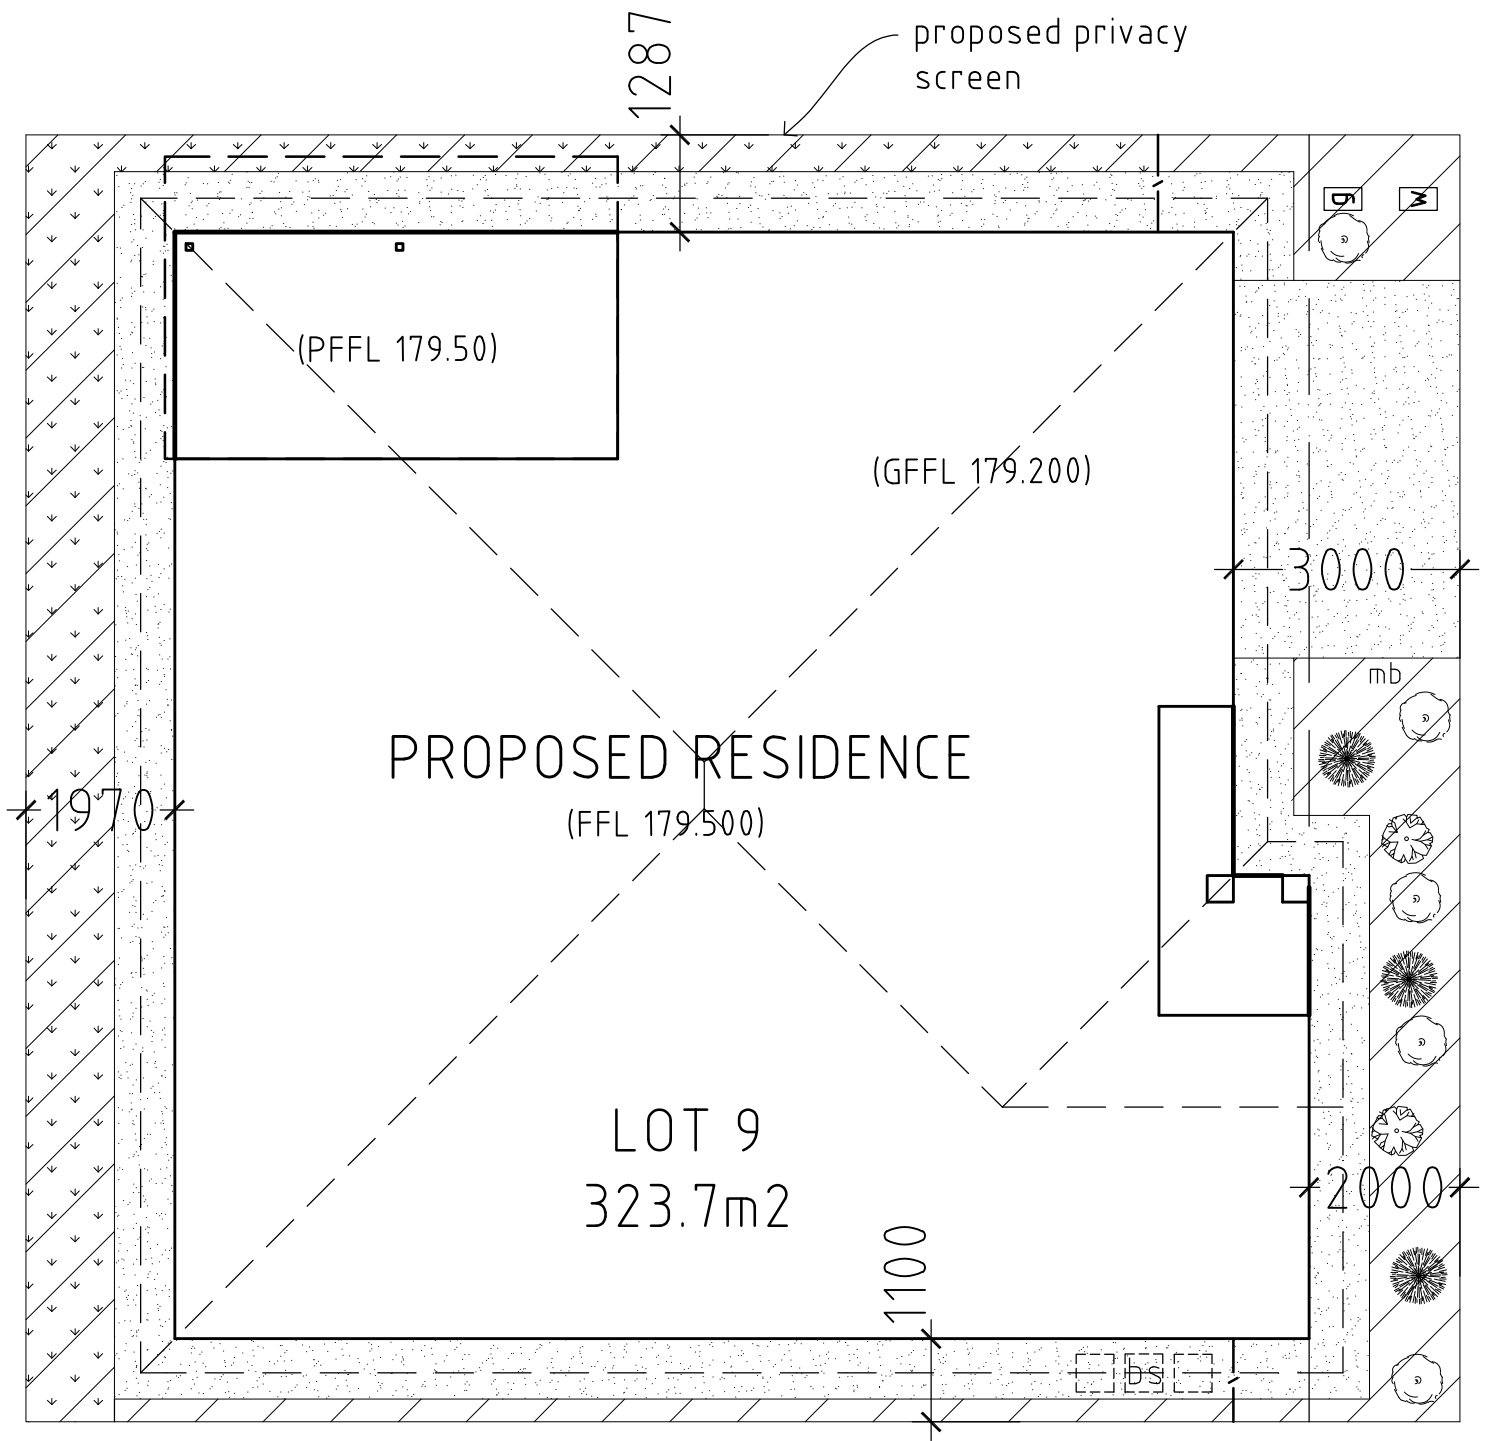 1287
proposed privacy
screen
G
W
(PFFL 179.50)
(GFFL 179.200)
3000
mb
PROPOSED RESIDENCE
1970
(FFL 179.500)
LOT 9
323.7m2
2000
1100
DS